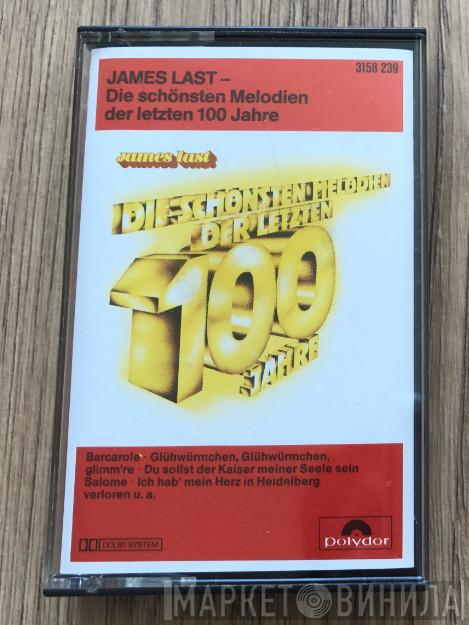 3158 239
JAMES LAST –
Die schönsten Melodien
der letzten 100 Jahre
james last
DIE SCHÖNSTEN MELODIEN
DER LETZTEN
100
JAHRE
Barcarole · Glühwürmchen, Glühwürmchen,
glimm're · Du sollst der Kaiser meiner Seele sein
Salome · Ich hab' mein Herz in Heidelberg
verloren u. a.
DOLBY SYSTEM
polydor
МАРКЕТ ВИНИЛА